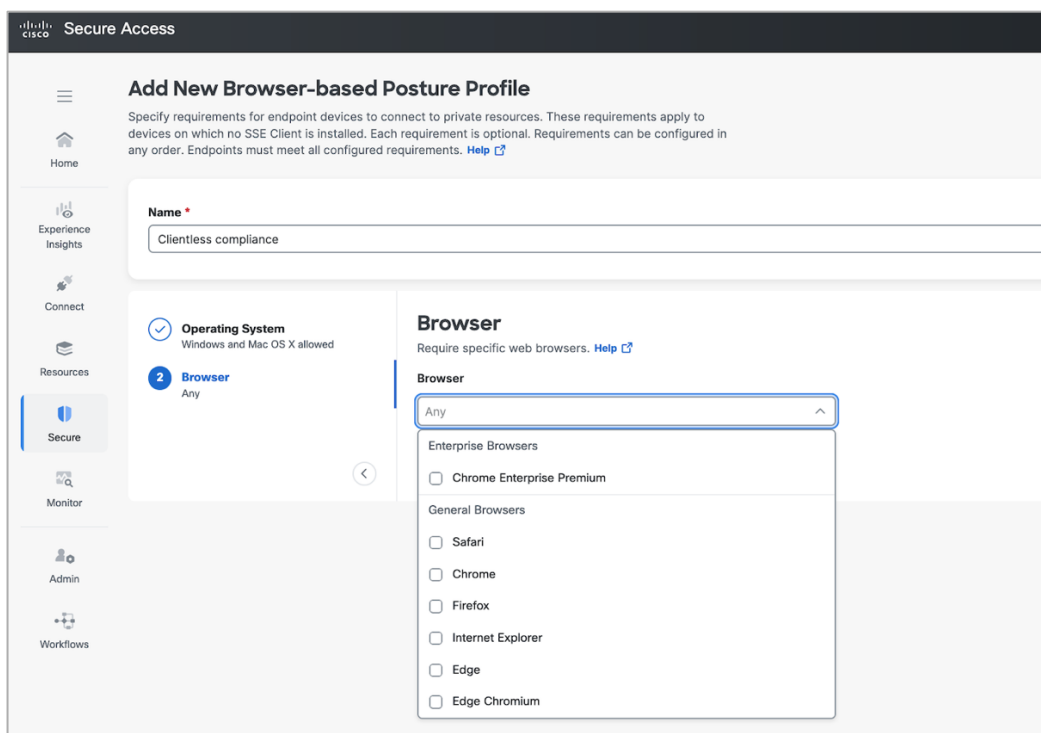 cisco Secure Access
Home
Experience
Insights
Connect
Resources
Secure
Monitor
Admin
Workflows
Add New Browser-based Posture Profile
Specify requirements for endpoint devices to connect to private resources. These requirements apply to
devices on which no SSE Client is installed. Each requirement is optional. Requirements can be configured in
any order. Endpoints must meet all configured requirements. Help
Name *
Clientless compliance
Operating System
Windows and Mac OS X allowed
2 Browser
Any
Browser
Require specific web browsers. Help
Browser
Any
Enterprise Browsers
Chrome Enterprise Premium
General Browsers
Safari
Chrome
Firefox
Internet Explorer
Edge
Edge Chromium